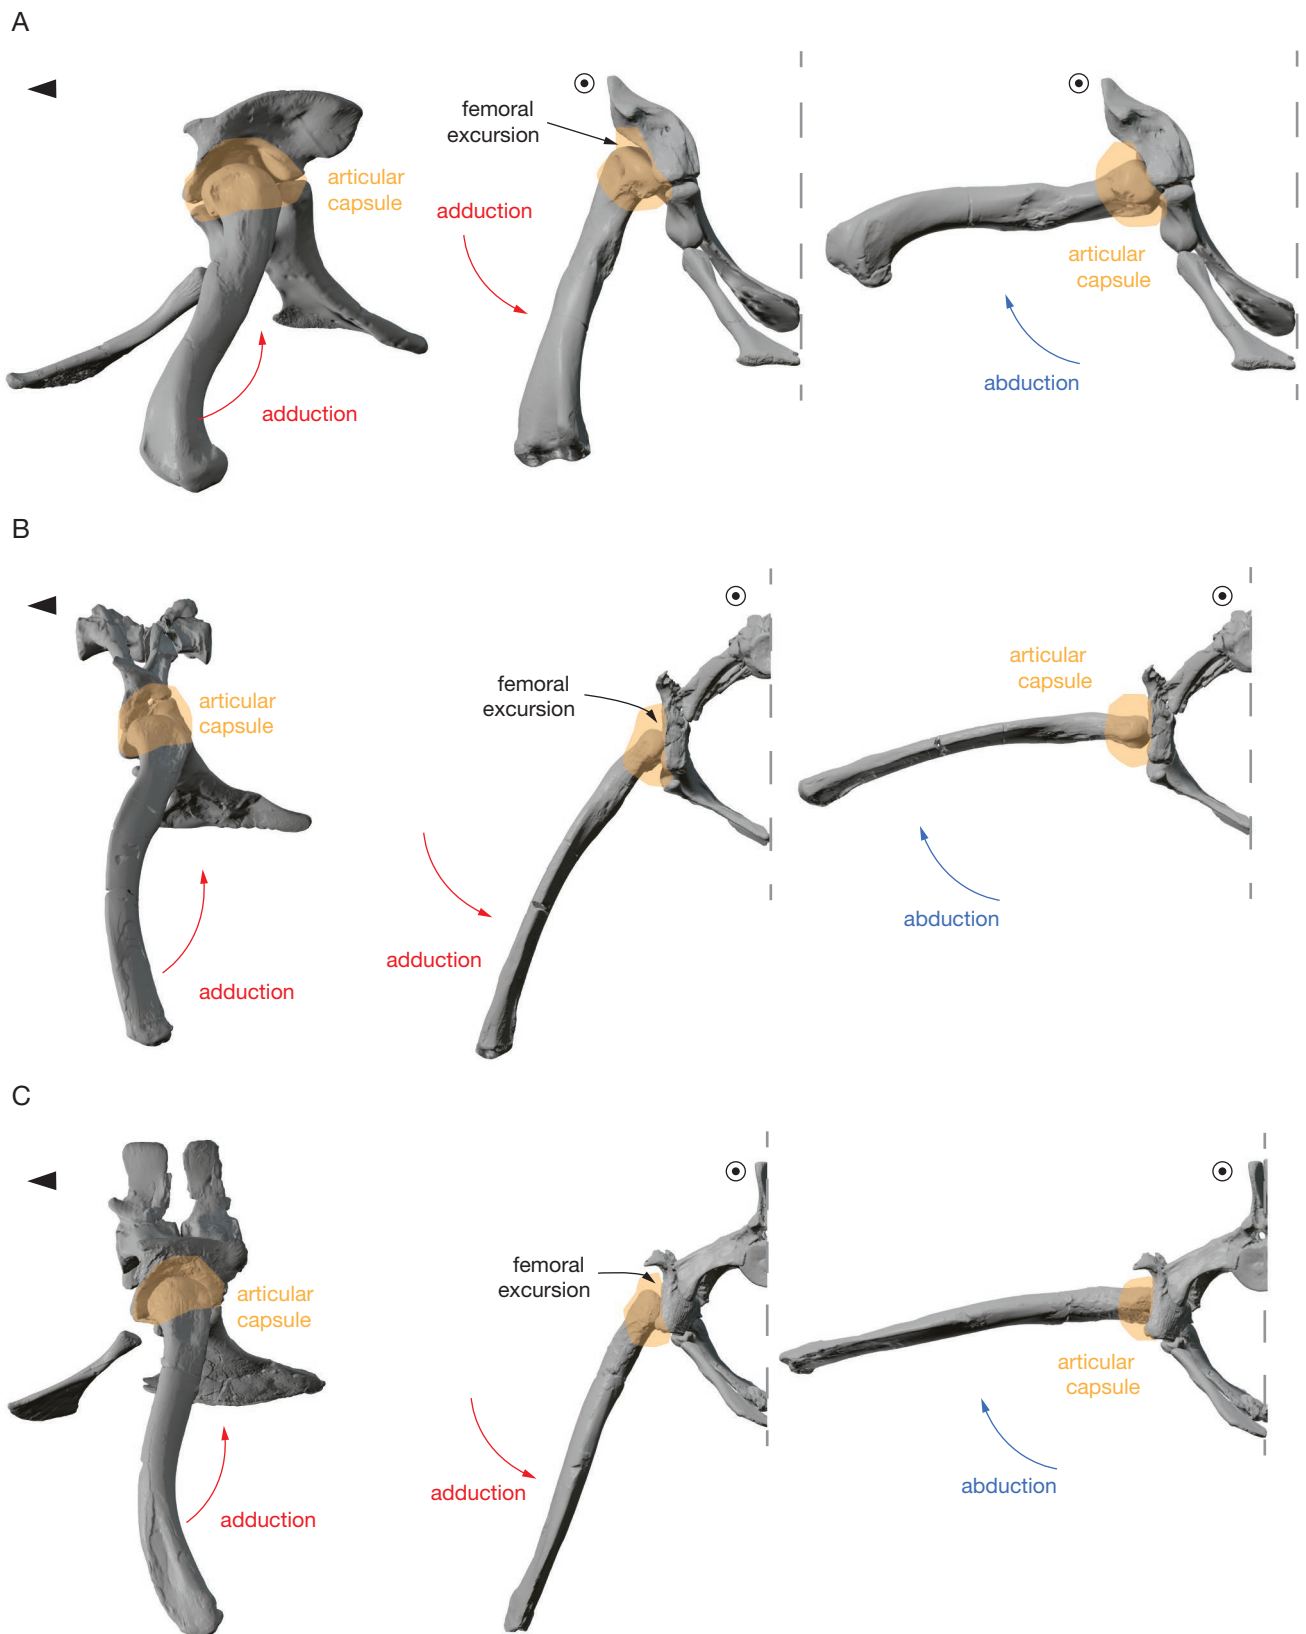 A
femoral
excursion
articular
capsule
adduction
adduction
articular
capsule
abduction
B
articular
capsule
femoral
excursion
articular
capsule
adduction
adduction
abduction
C
femoral
excursion
articular
capsule
articular
capsule
adduction
abduction
adduction